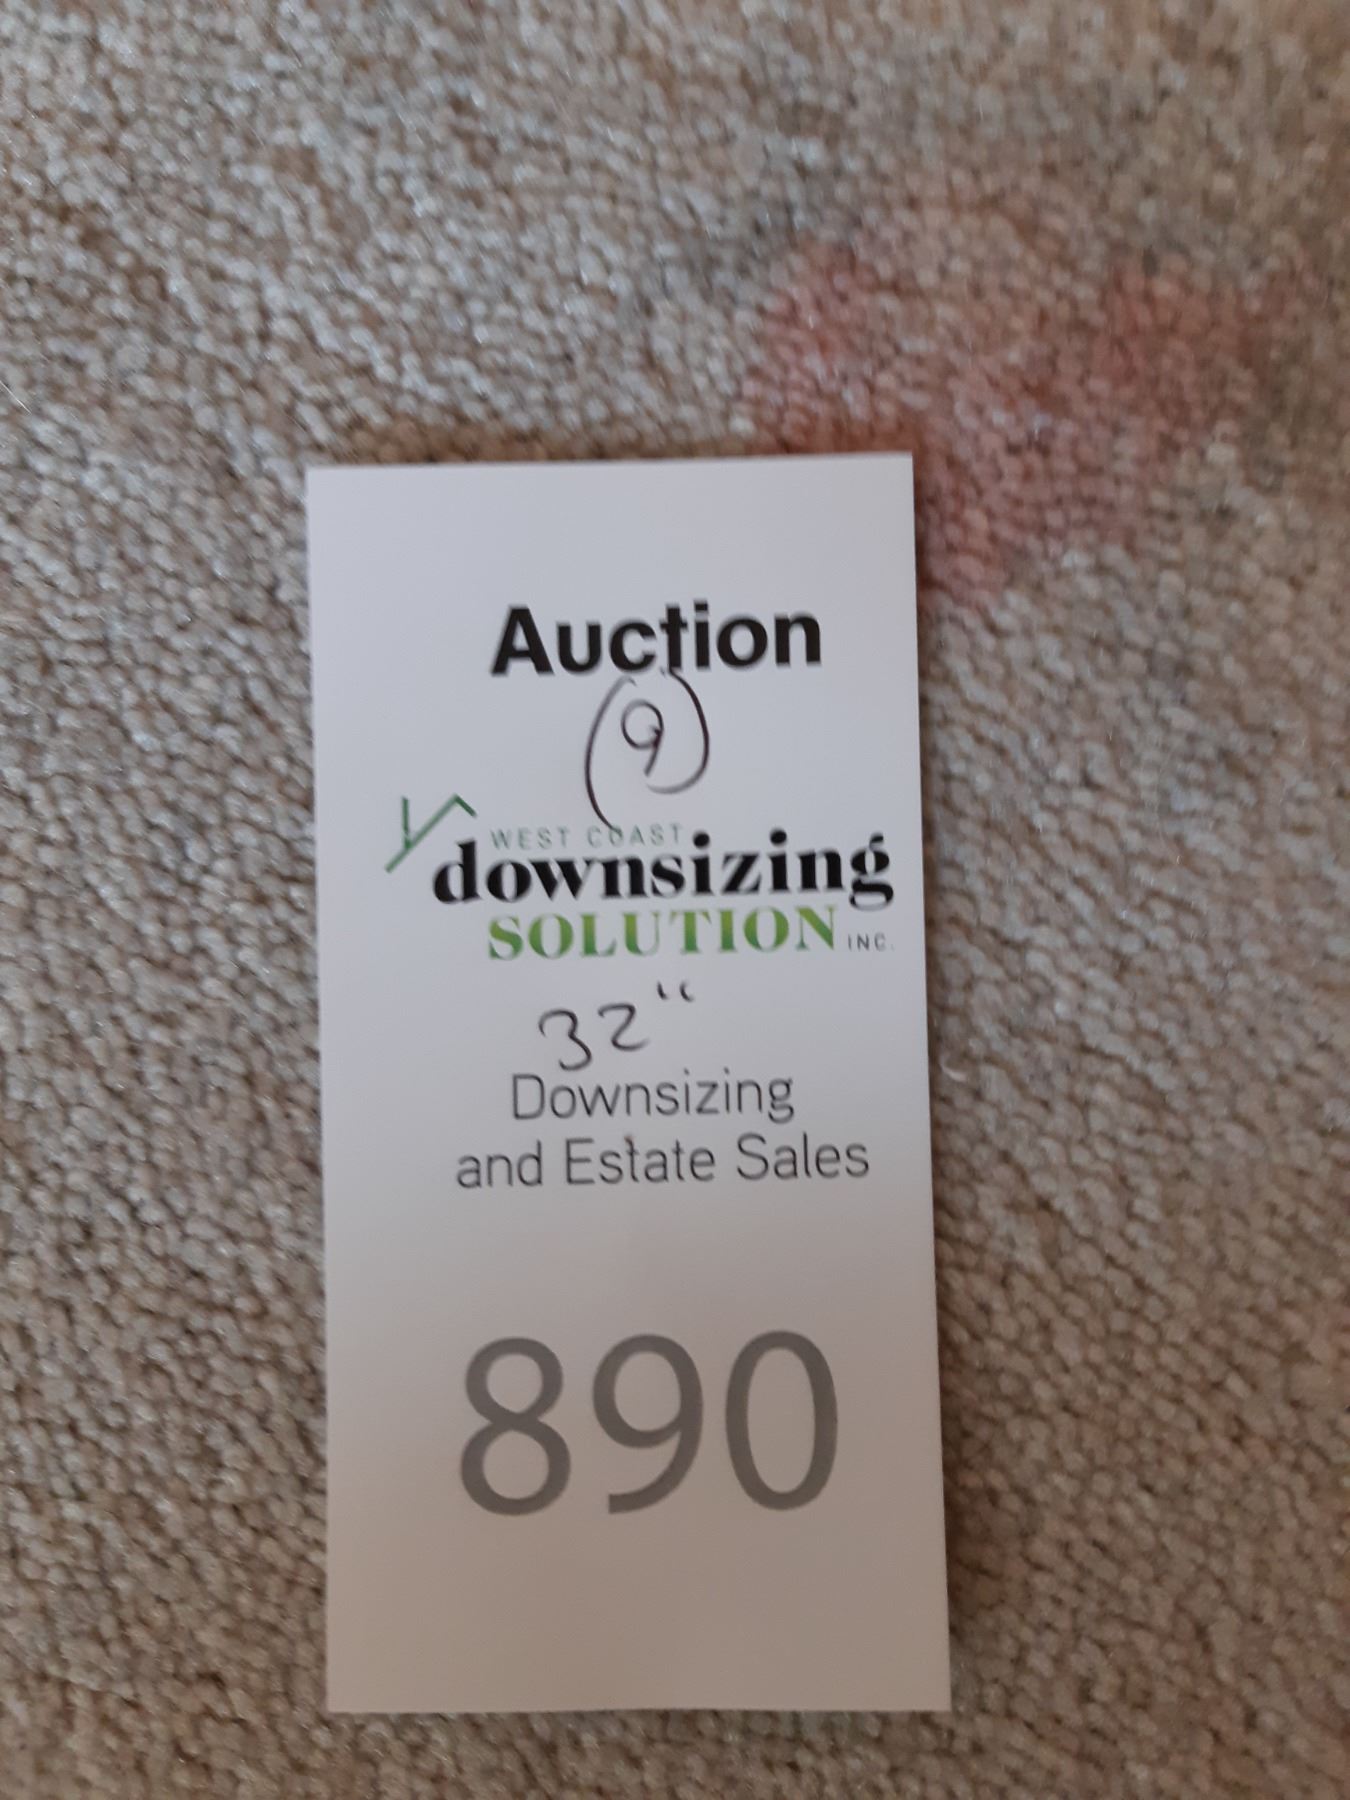 Auction
9
WEST COAST
downsizing
SOLUTION INC.
32"
Downsizing
and Estate Sales
890